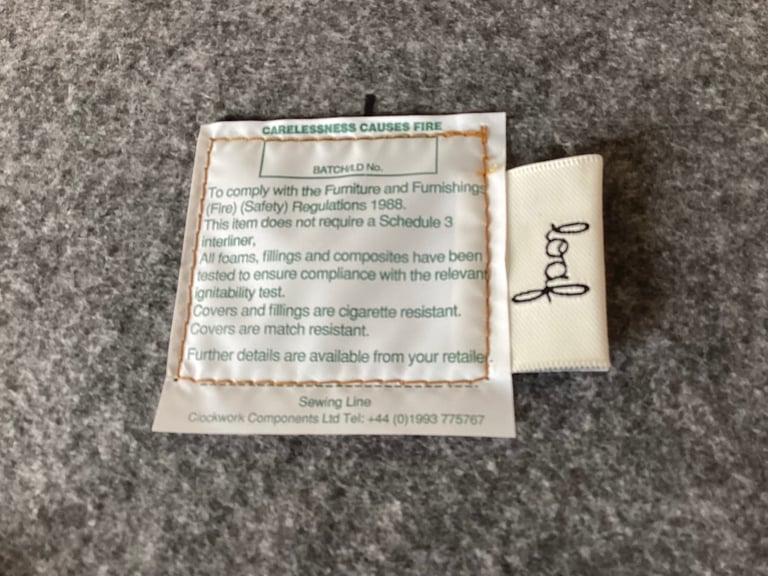 CARELESSNESS CAUSES FIRE
BATCH/I.D No.
To comply with the Furniture and Furnishings
(Fire) (Safety) Regulations 1988.
This item does not require a Schedule 3
interliner,
All foams, fillings and composites have been
tested to ensure compliance with the relevant
ignitability test.
Covers and fillings are cigarette resistant.
Covers are match resistant.
Further details are available from your retailer.
Sewing Line
Clockwork Components Ltd Tel: +44 (0)1993 775767
loaf